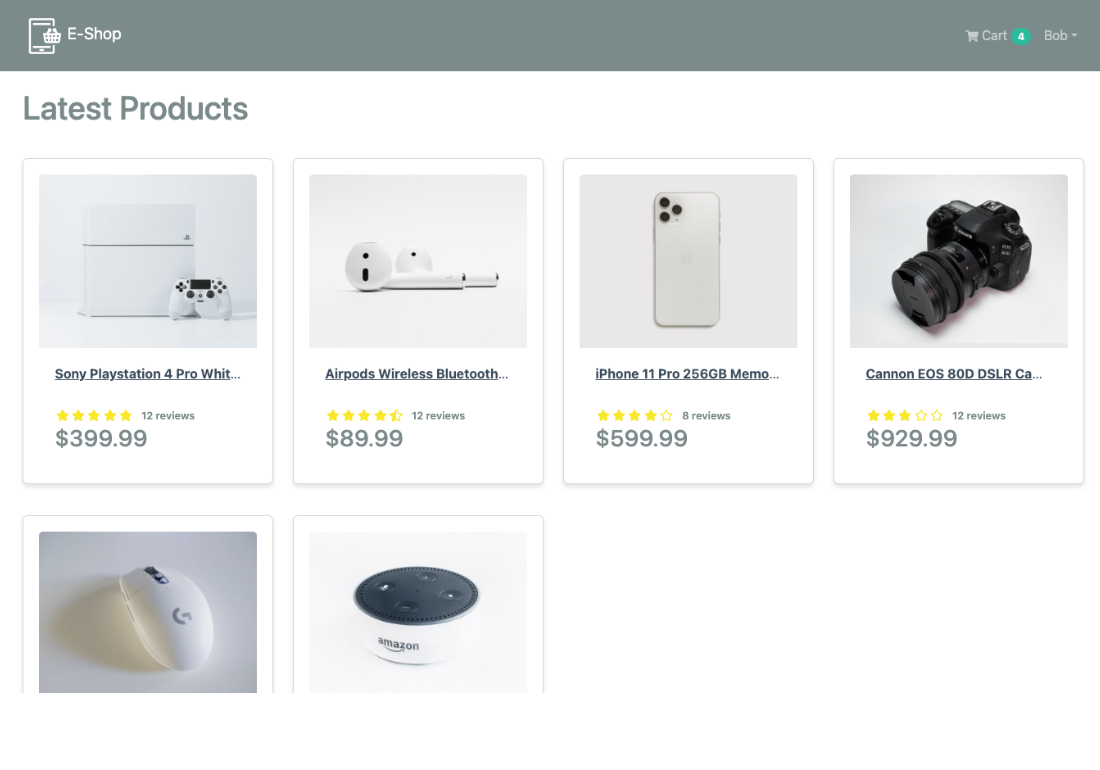 E-Shop
Cart 4 Bob
Latest Products
Sony Playstation 4 Pro Whit...
12 reviews
$399.99
Airpods Wireless Bluetooth...
12 reviews
$89.99
iPhone 11 Pro 256GB Memo...
8 reviews
$599.99
Canon
Cannon EOS 80D DSLR Ca...
12 reviews
$929.99
G
amazon